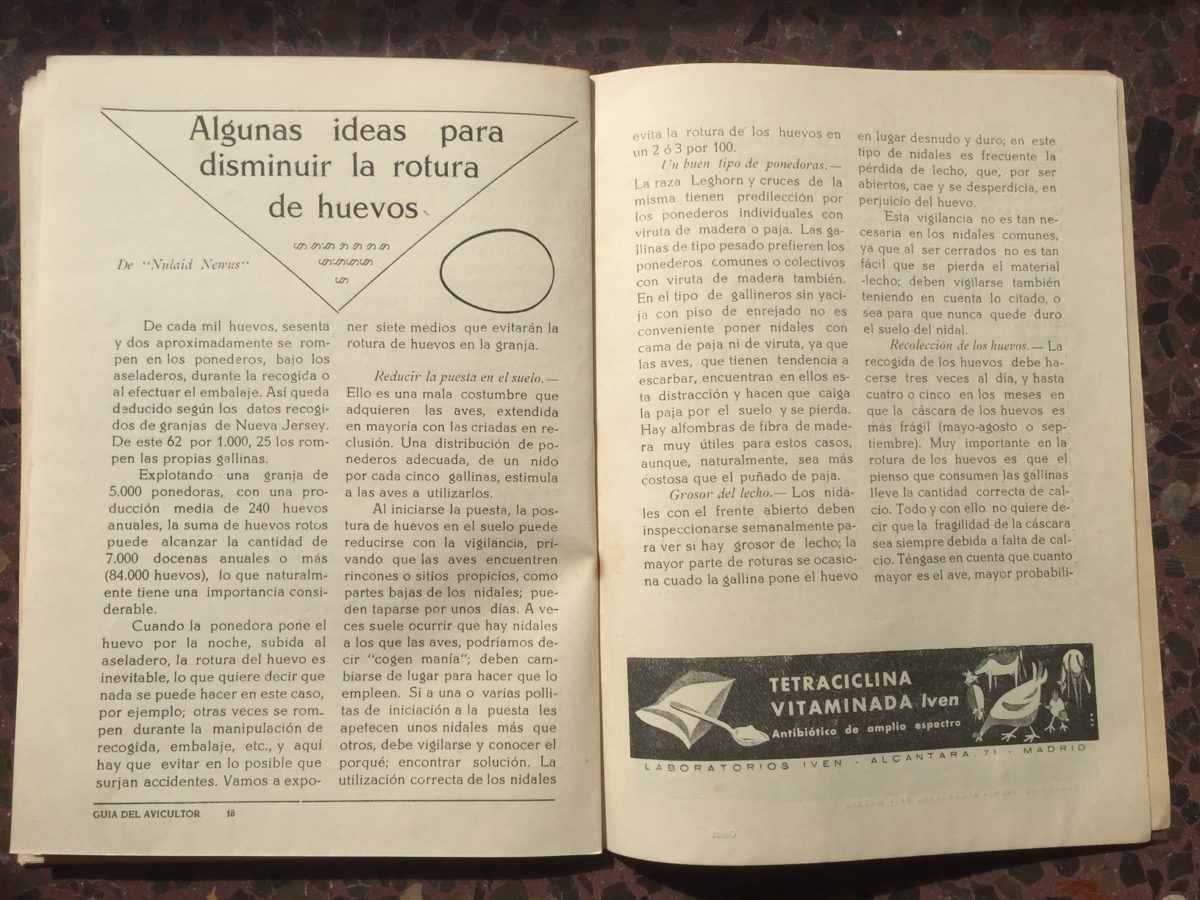 Algunas ideas para
disminuir la rotura
de huevos
De "Nulaid Newus"
De cada mil huevos, sesenta
y dos aproximadamente se rom-
pen en los ponederos, bajo los
aseladeros, durante la recogida o
al efectuar el embalaje. Así queda
deducido según los datos recogi-
dos de granjas de Nueva Jersey.
De este 62 por 1.000, 25 los rom-
pen las propias gallinas.
Explotando una granja de
5.000 ponedoras, con una pro-
ducción media de 240 huevos
anuales, la suma de huevos rotos
puede alcanzar la cantidad de
7.000 docenas anuales o más
(84.000 huevos), lo que naturalm-
ente tiene una importancia consi-
derable.
Cuando la ponedora pone el
huevo por la noche, subida al
aseladero, la rotura del huevo es
inevitable, lo que quiere decir que
nada se puede hacer en este caso,
por ejemplo; otras veces se rom-
pen durante la manipulación de
recogida, embalaje, etc., y aquí
hay que evitar en lo posible que
surjan accidentes. Vamos a expo-
ner siete medios que evitarán la
rotura de huevos en la granja.
Reducir la puesta en el suelo.—
Ello es una mala costumbre que
adquieren las aves, extendida
en mayoría con las criadas en re-
clusión. Una distribución de po-
nederos adecuada, de un nido
por cada cinco gallinas, estimula
a las aves a utilizarlos.
Al iniciarse la puesta, la pos-
tura de huevos en el suelo puede
reducirse con la vigilancia, pri-
vando que las aves encuentren
rincones o sitios propicios, como
partes bajas de los nidales; pue-
den taparse por unos días. A ve-
ces suele ocurrir que hay nidales
a los que las aves, podríamos de-
cir "cogen manía"; deben cam-
biarse de lugar para hacer que lo
empleen. Si a una o varias polli-
tas de iniciación a la puesta les
apetecen unos nidales más que
otros, debe vigilarse y conocer el
porqué; encontrar solución. La
utilización correcta de los nidales
GUIA DEL AVICULTOR 18
evita la rotura de los huevos en
un 2 ó 3 por 100.
Un buen tipo de ponedoras.—
La raza Leghorn y cruces de la
misma tienen predilección por
los ponederos individuales con
viruta de madera o paja. Las ga-
llinas de tipo pesado prefieren los
ponederos comunes o colectivos
con viruta de madera también.
En el tipo de gallineros sin yaci-
ja con piso de enrejado no es
conveniente poner nidales con
cama de paja ni de viruta, ya que
las aves, que tienen tendencia a
escarbar, encuentran en ellos es-
ta distracción y hacen que caiga
la paja por el suelo y se pierda.
Hay alfombras de fibra de made-
ra muy útiles para estos casos,
aunque, naturalmente, sea más
costosa que el puñado de paja.
Grosor del lecho.— Los nida-
les con el frente abierto deben
inspeccionarse semanalmente pa-
ra ver si hay grosor de lecho; la
mayor parte de roturas se ocasio-
na cuado la gallina pone el huevo
en lugar desnudo y duro; en este
tipo de nidales es frecuente la
pérdida de lecho, que, por ser
abiertos, cae y se desperdicia, en
perjuicio del huevo.
Esta vigilancia no es tan ne-
cesaria en los nidales comunes,
ya que al ser cerrados no es tan
fácil que se pierda el material
-lecho; deben vigilarse también
teniendo en cuenta lo citado, o
sea para que nunca quede duro
el suelo del nidal.
Recolección de los huevos.— La
recogida de los huevos debe ha-
cerse tres veces al día, y hasta
cuatro o cinco en los meses en
que la cáscara de los huevos es
más frágil (mayo-agosto o sep-
tiembre). Muy importante en la
rotura de los huevos es que el
pienso que consumen las gallinas
lleve la cantidad correcta de cal-
cio. Todo y con ello no quiere de-
cir que la fragilidad de la cáscara
sea siempre debida a falta de cal-
cio. Téngase en cuenta que cuanto
mayor es el ave, mayor probabili-
TETRACICLINA
VITAMINADA Iven
Antibiótico de amplio espectro
LABORATORIOS IVEN · ALCANTARA, 71 · MADRID